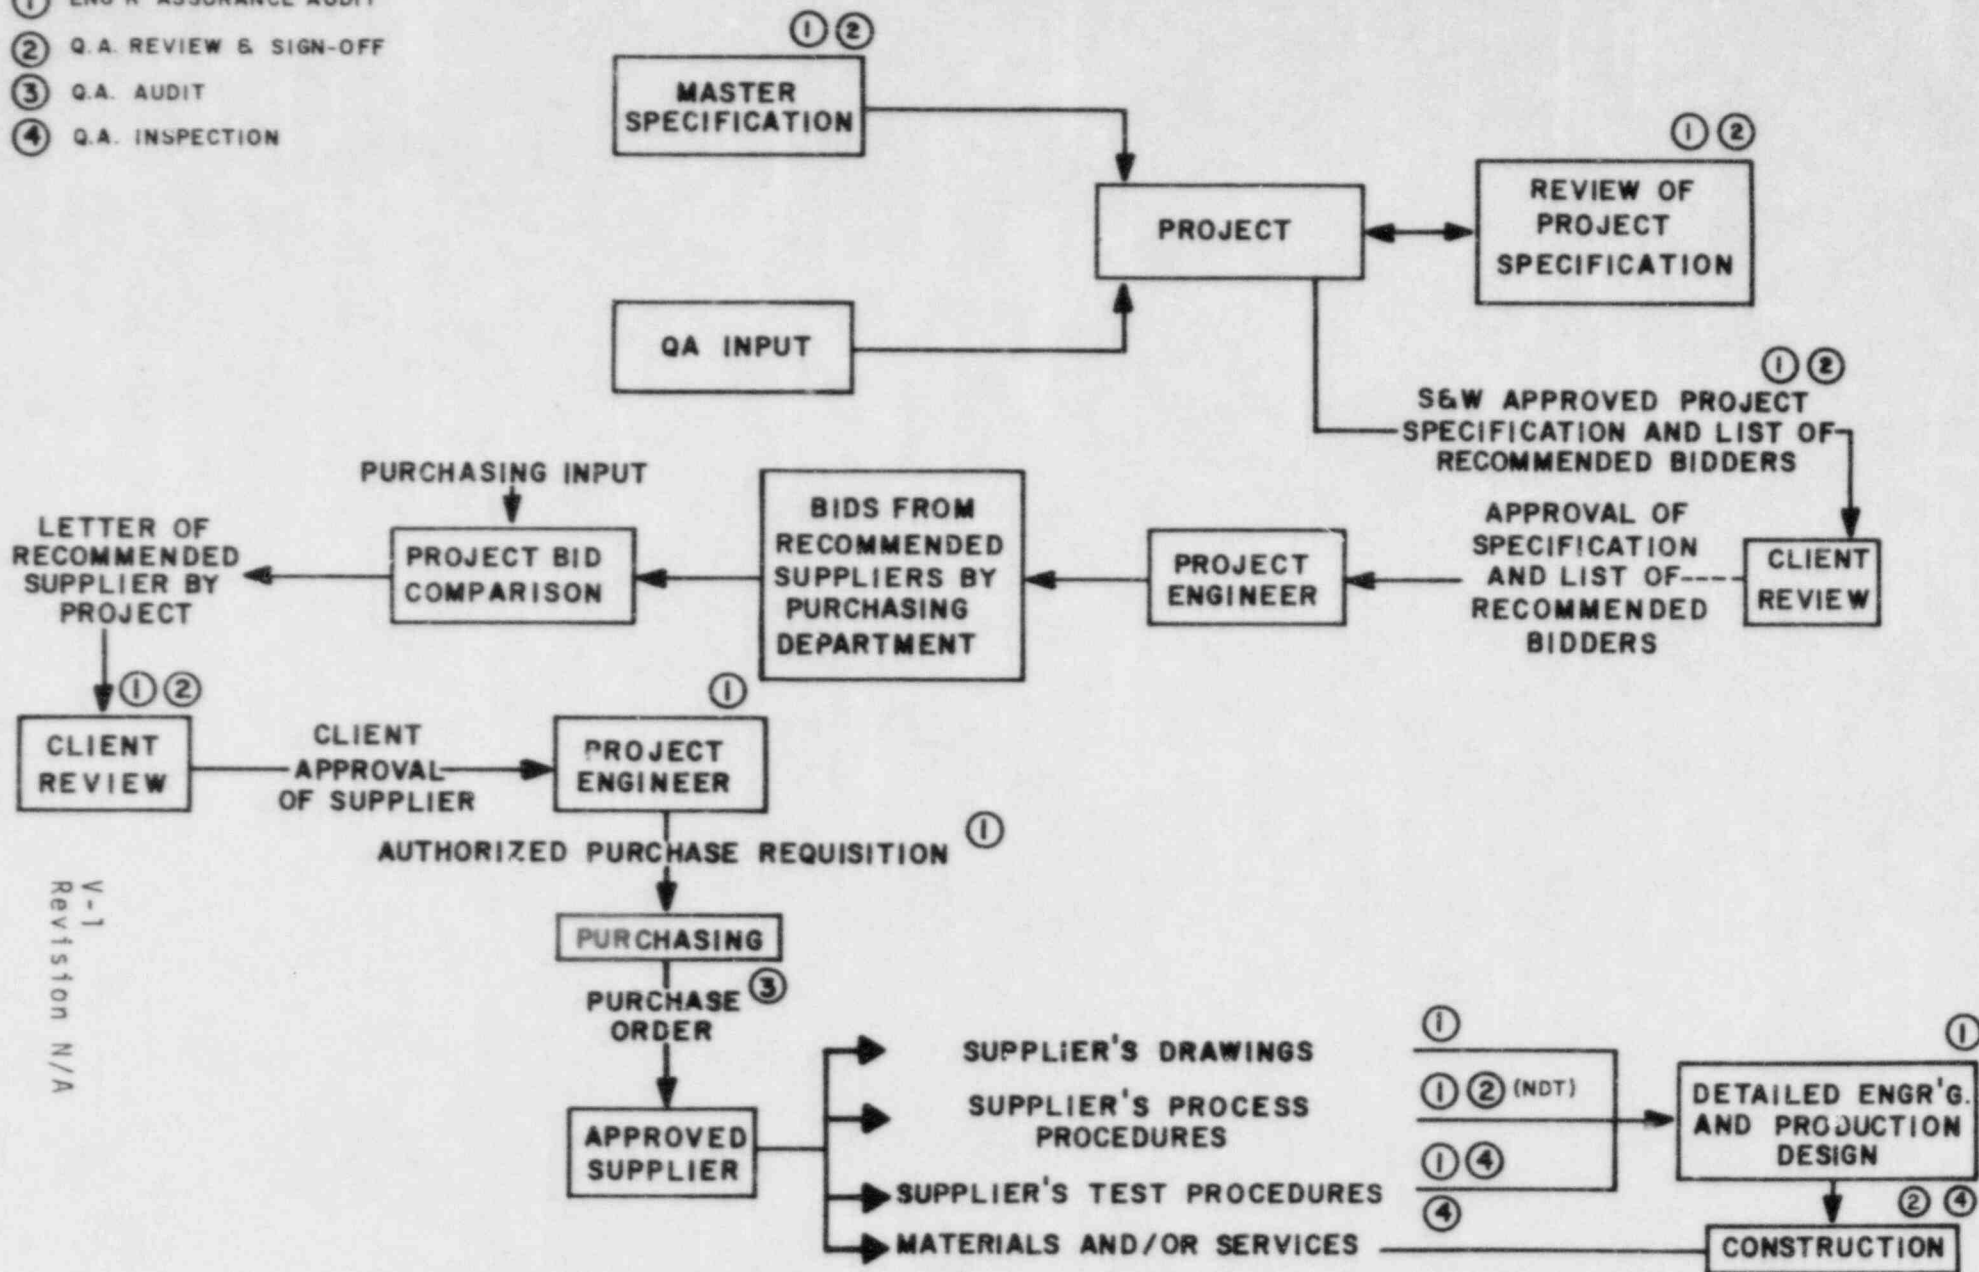 ① ENG'R ASSURANCE AUDIT
② Q.A. REVIEW & SIGN-OFF
③ Q.A. AUDIT
④ Q.A. INSPECTION
① ②
MASTER
SPECIFICATION
① ②
PROJECT
REVIEW OF
PROJECT
SPECIFICATION
QA INPUT
① ②
S&W APPROVED PROJECT
SPECIFICATION AND LIST OF
RECOMMENDED BIDDERS
CLIENT
REVIEW
APPROVAL OF
SPECIFICATION
AND LIST OF
RECOMMENDED
BIDDERS
PROJECT
ENGINEER
BIDS FROM
RECOMMENDED
SUPPLIERS BY
PURCHASING
DEPARTMENT
PURCHASING INPUT
PROJECT BID
COMPARISON
LETTER OF
RECOMMENDED
SUPPLIER BY
PROJECT
① ②
CLIENT
REVIEW
CLIENT
APPROVAL
OF SUPPLIER
①
PROJECT
ENGINEER
AUTHORIZED PURCHASE REQUISITION ①
PURCHASING
PURCHASE ③
ORDER
APPROVED
SUPPLIER
SUPPLIER'S DRAWINGS
①
SUPPLIER'S PROCESS
PROCEDURES
① ② (NDT)
SUPPLIER'S TEST PROCEDURES
① ④
MATERIALS AND/OR SERVICES
④
①
DETAILED ENGR'G.
AND PRODUCTION
DESIGN
② ④
CONSTRUCTION
V-1
Revision N/A